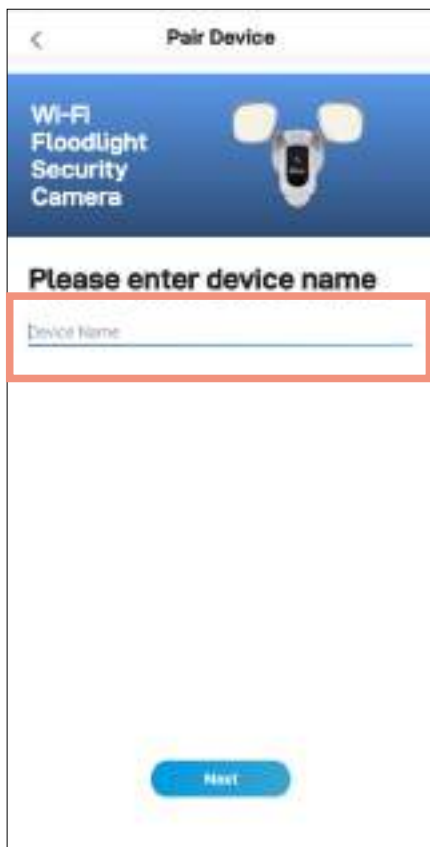 Pair Device
Wi-Fi
Floodlight
Security
Camera
Please enter device name
Device Name
Next